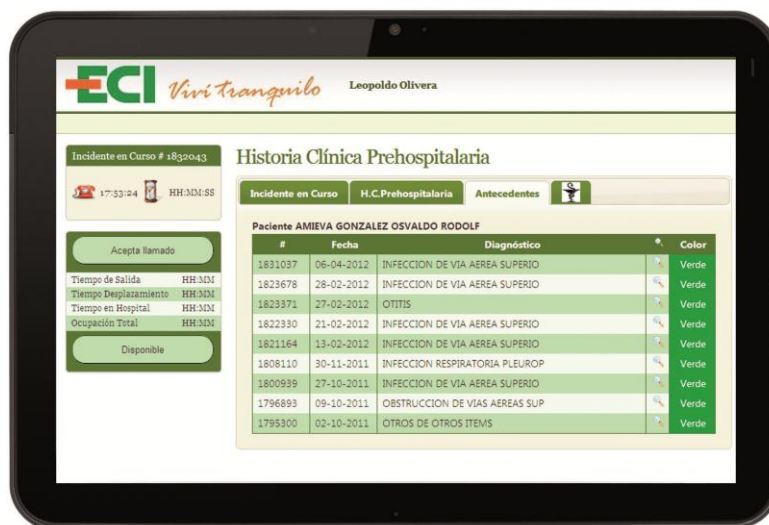 ECI Viví tranquilo
Leopoldo Olivera
Incidente en Curso # 1832043
17:53:24 HH:MM:SS
Acepta llamado
Tiempo de Salida HH:MM
Tiempo Desplazamiento HH:MM
Tiempo en Hospital HH:MM
Ocupación Total HH:MM
Disponible
Historia Clínica Prehospitalaria
Incidente en Curso H.C.Prehospitalaria Antecedentes
Paciente AMIEVA GONZALEZ OSVALDO RODOLF
# Fecha Diagnóstico Color
1831037 06-04-2012 INFECCION DE VIA AEREA SUPERIO Verde
1823678 28-02-2012 INFECCION DE VIA AEREA SUPERIO Verde
1823371 27-02-2012 OTITIS Verde
1822330 21-02-2012 INFECCION DE VIA AEREA SUPERIO Verde
1821164 13-02-2012 INFECCION DE VIA AEREA SUPERIO Verde
1808110 30-11-2011 INFECCION RESPIRATORIA PLEUROP Verde
1800939 27-10-2011 INFECCION DE VIA AEREA SUPERIO Verde
1796893 09-10-2011 OBSTRUCCION DE VIAS AEREAS SUP Verde
1795300 02-10-2011 OTROS DE OTROS ITEMS Verde